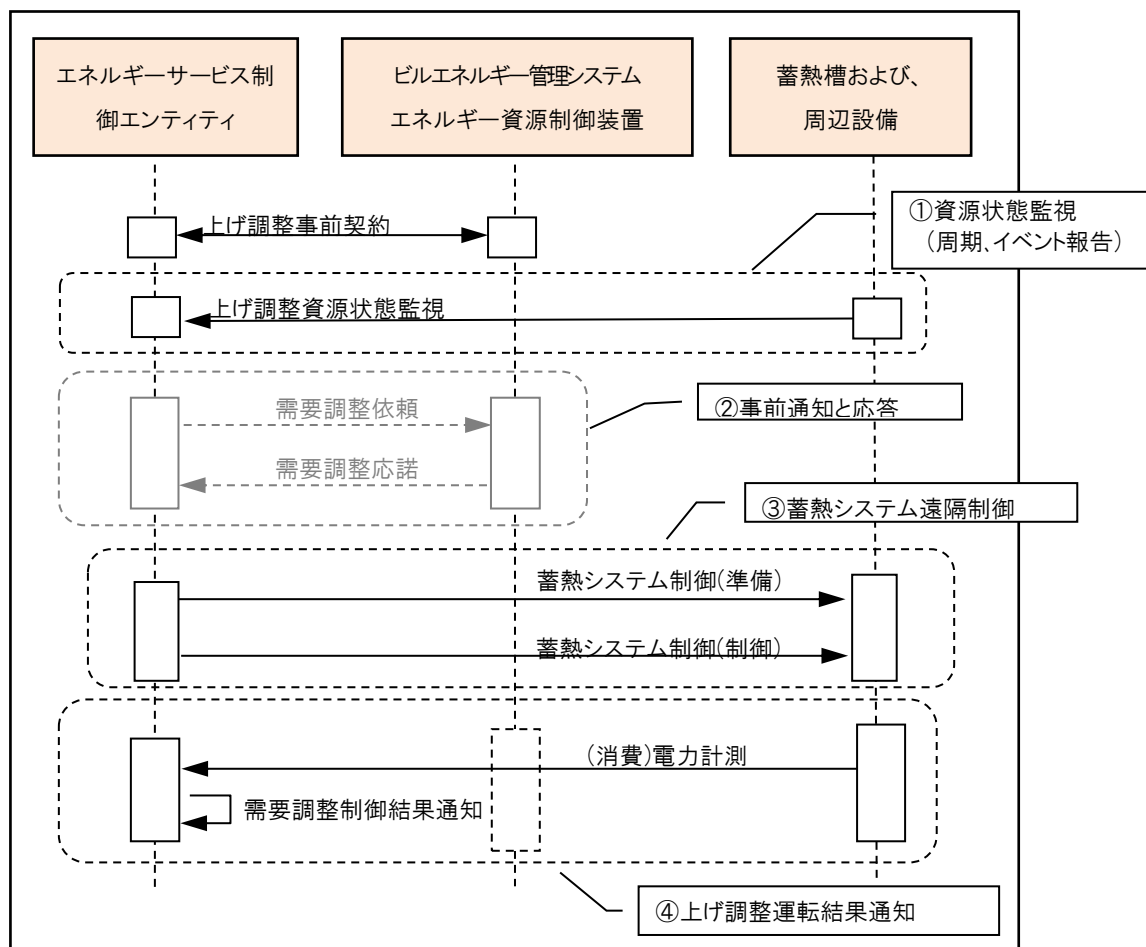 エネルギーサービス制
御エンティティ
ビルエネルギー管理システム
エネルギー資源制御装置
蓄熱槽および、
周辺設備
上げ調整事前契約
①資源状態監視
（周期、イベント報告）
上げ調整資源状態監視
需要調整依頼
②事前通知と応答
需要調整応諾
③蓄熱システム遠隔制御
蓄熱システム制御(準備)
蓄熱システム制御(制御)
(消費)電力計測
需要調整制御結果通知
④上げ調整運転結果通知